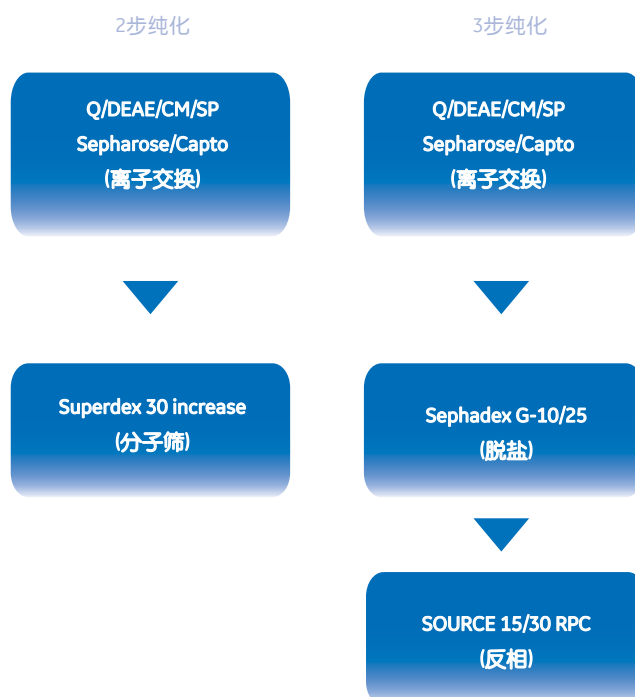 2步纯化
Q/DEAE/CM/SP
Sepharose/Capto
(离子交换)
Superdex 30 increase
(分子筛)
3步纯化
Q/DEAE/CM/SP
Sepharose/Capto
(离子交换)
Sephadex G-10/25
(脱盐)
SOURCE 15/30 RPC
(反相)